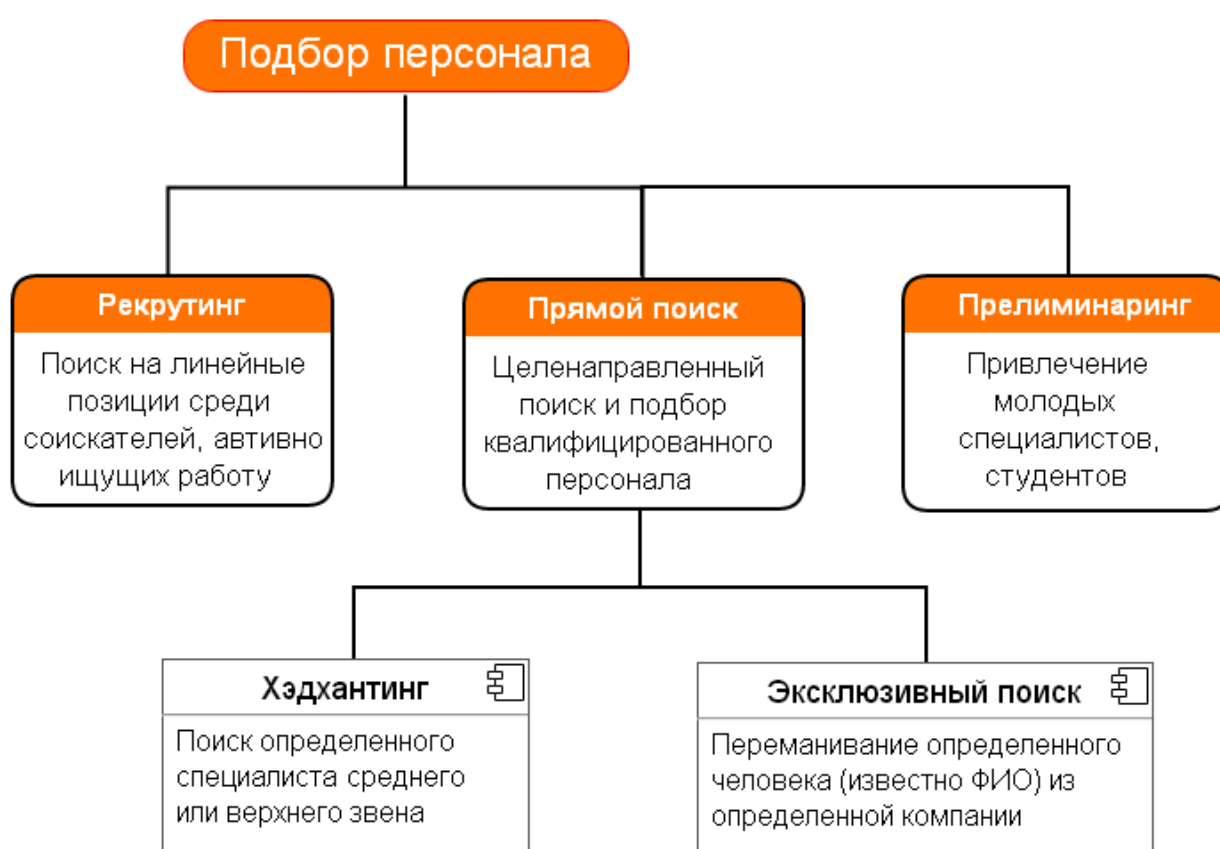 Подбор персонала
Рекрутинг
Поиск на линейные
позиции среди
соискателей, автивно
ищущих работу
Прямой поиск
Целенаправленный
поиск и подбор
квалифицированного
персонала
Прелиминаринг
Привлечение
молодых
специалистов,
студентов
Хэдхантинг
Поиск определенного
специалиста среднего
или верхнего звена
Эксклюзивный поиск
Переманивание определенного
человека (известно ФИО) из
определенной компании